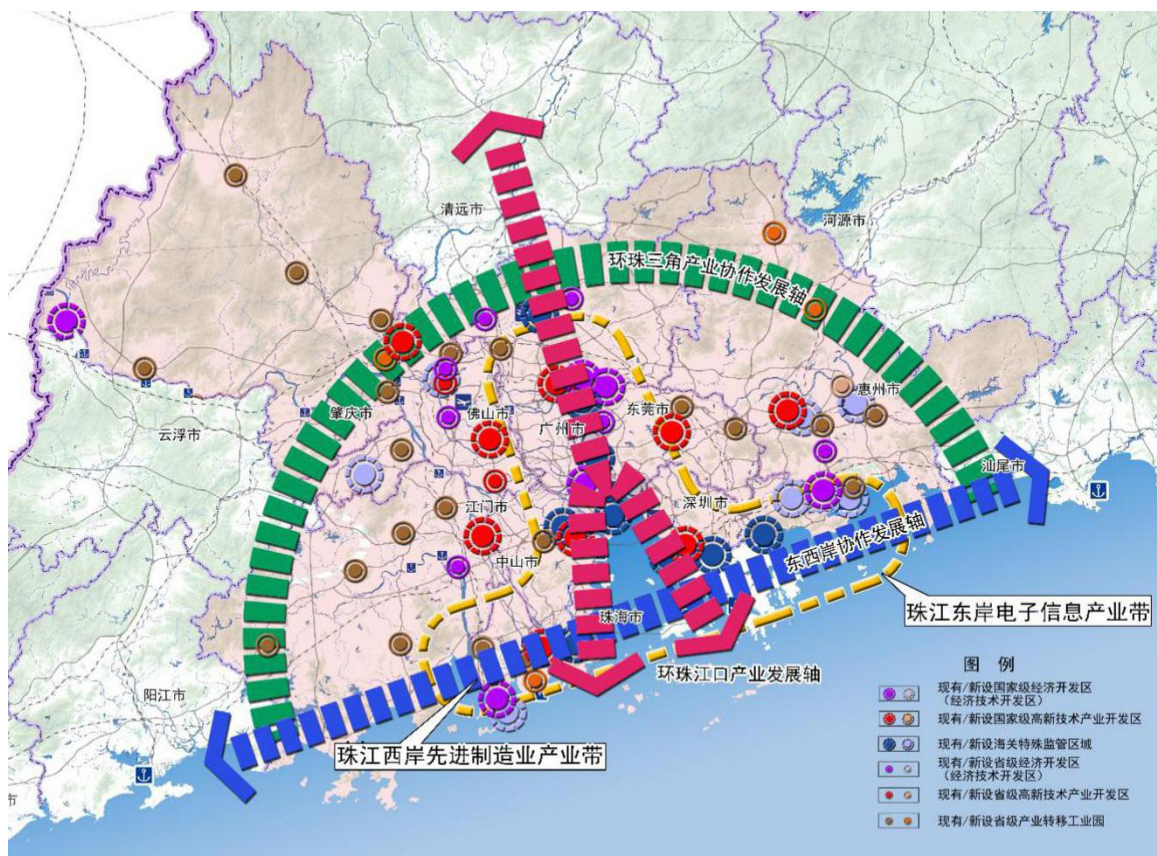 清远市
河源市
环珠三角产业协作发展轴
肇庆市
佛山市
广州市
东莞市
惠州市
云浮市
汕尾市
江门市
深圳市
中山市
东西岸协作发展轴
珠海市
珠江东岸电子信息产业带
阳江市
环珠江口产业发展轴
珠江西岸先进制造业产业带
市
图 例
现有/新设国家级经济开发区
(经济技术开发区)
现有/新设国家级高新技术产业开发区
现有/新设海关特殊监管区域
现有/新设省级经济开发区
(经济技术开发区)
现有/新设省级高新技术产业开发区
现有/新设省级产业转移工业园